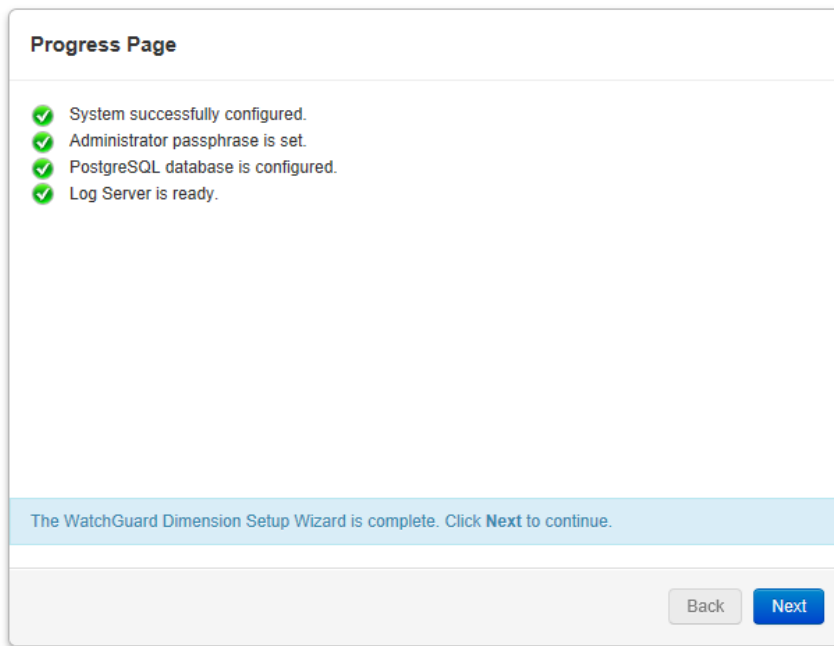 Progress Page
System successfully configured.
Administrator passphrase is set.
PostgreSQL database is configured.
Log Server is ready.
The WatchGuard Dimension Setup Wizard is complete. Click Next to continue.
Back Next